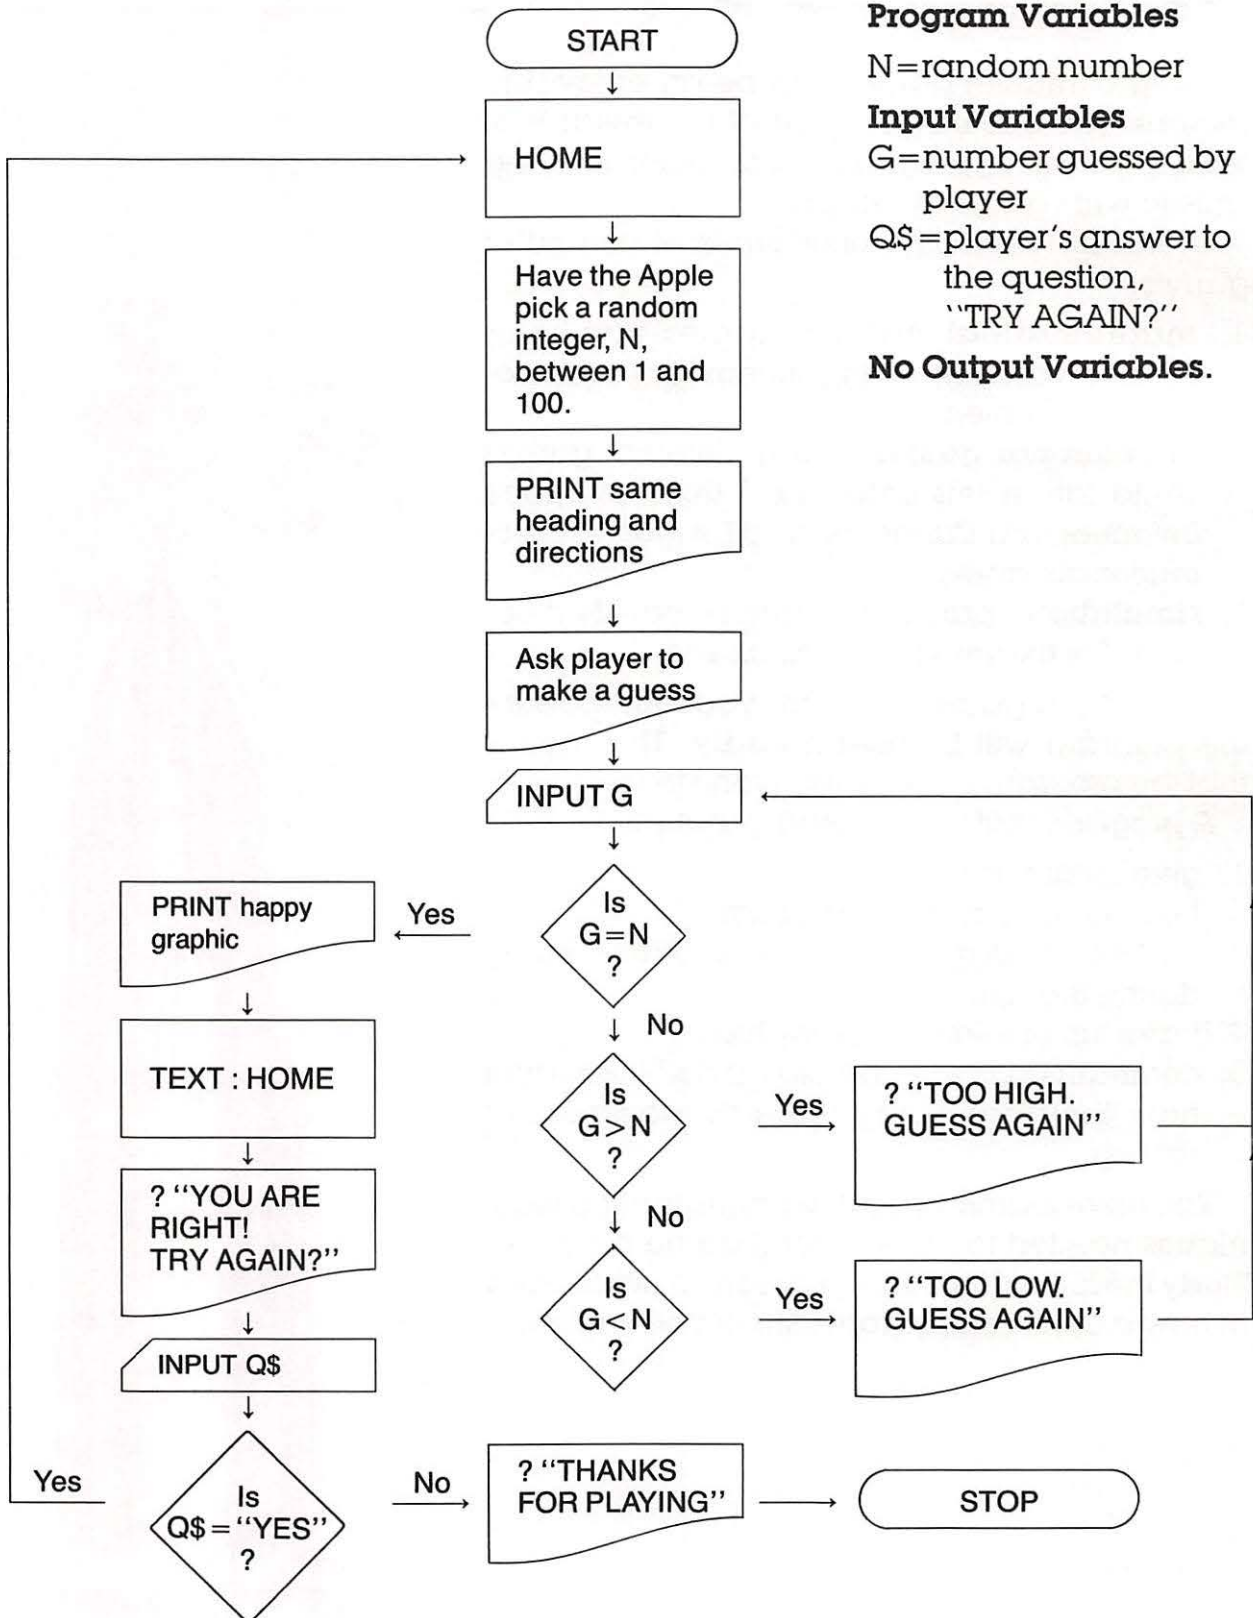 START
HOME
Have the Apple
pick a random
integer, N,
between 1 and
100.
PRINT same
heading and
directions
Ask player to
make a guess
INPUT G
Is
G=N
?
Yes
PRINT happy
graphic
TEXT : HOME
? “YOU ARE
RIGHT!
TRY AGAIN?”
INPUT Q$
Is
Q$=“YES”
?
Yes
No
? “THANKS
FOR PLAYING”
STOP
No
Is
G>N
?
Yes
? “TOO HIGH.
GUESS AGAIN”
No
Is
G<N
?
Yes
? “TOO LOW.
GUESS AGAIN”
Program Variables
N=random number
Input Variables
G=number guessed by
player
Q$=player’s answer to
the question,
“TRY AGAIN?”
No Output Variables.